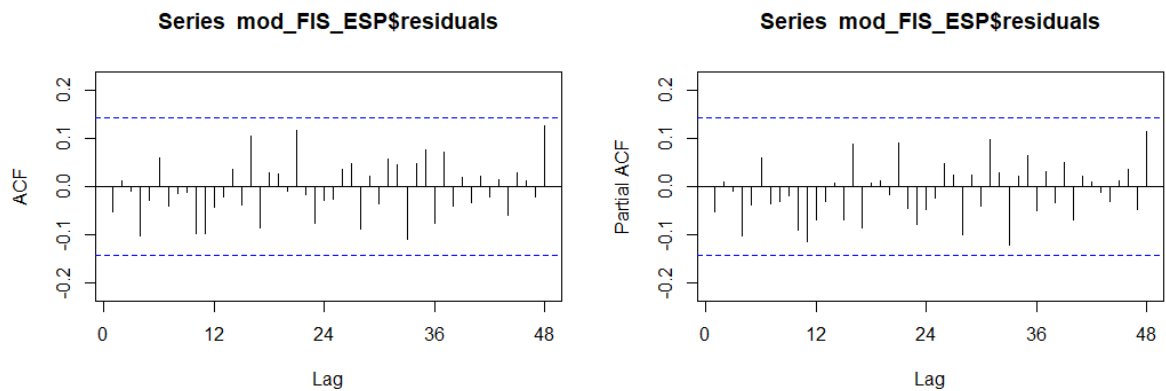 Series mod_FIS_ESP$residuals
ACF
0.2
0.1
0.0
-0.1
-0.2
0 12 24 36 48
Lag
Series mod_FIS_ESP$residuals
Partial ACF
0.2
0.1
0.0
-0.1
-0.2
0 12 24 36 48
Lag